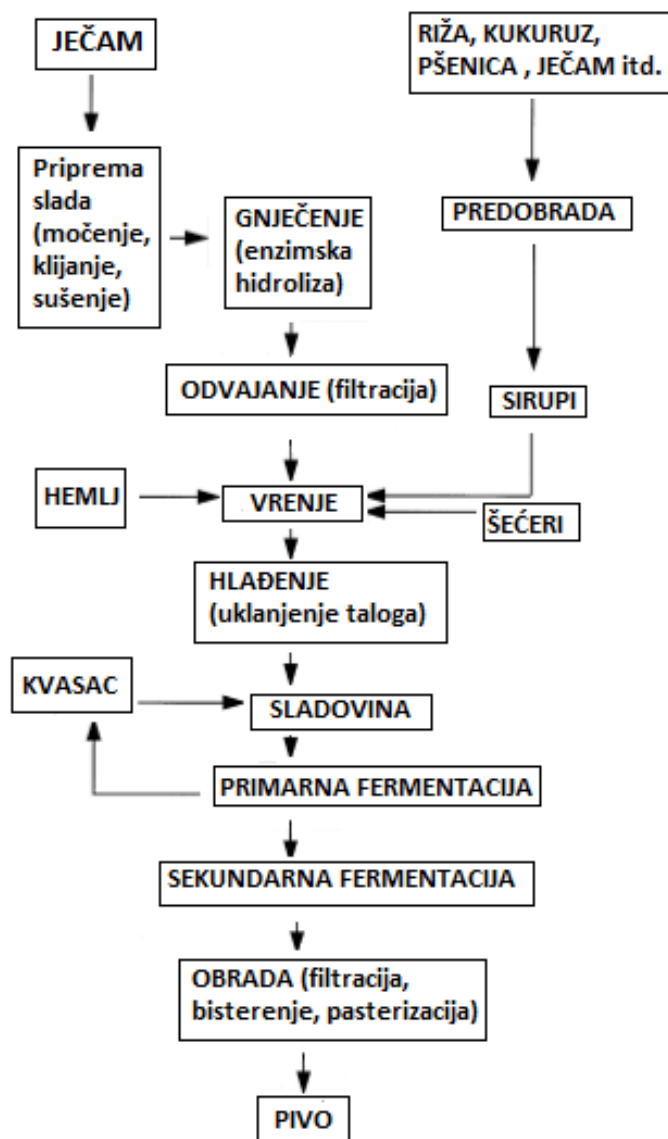 JEČAM
RIŽA, KUKURUZ,
PŠENICA , JEČAM itd.
Priprema
slada
(močenje,
klijanje,
sušenje)
GNJEČENJE
(enzimska
hidroliza)
PREDOBRADA
ODVAJANJE (filtracija)
SIRUPI
HEMLJ
VRENJE
ŠEĆERI
HLAĐENJE
(uklanjenje taloga)
KVASAC
SLADOVINA
PRIMARNA FERMENTACIJA
SEKUNDARNA FERMENTACIJA
OBRADA (filtracija,
bisterenje, pasterizacija)
PIVO